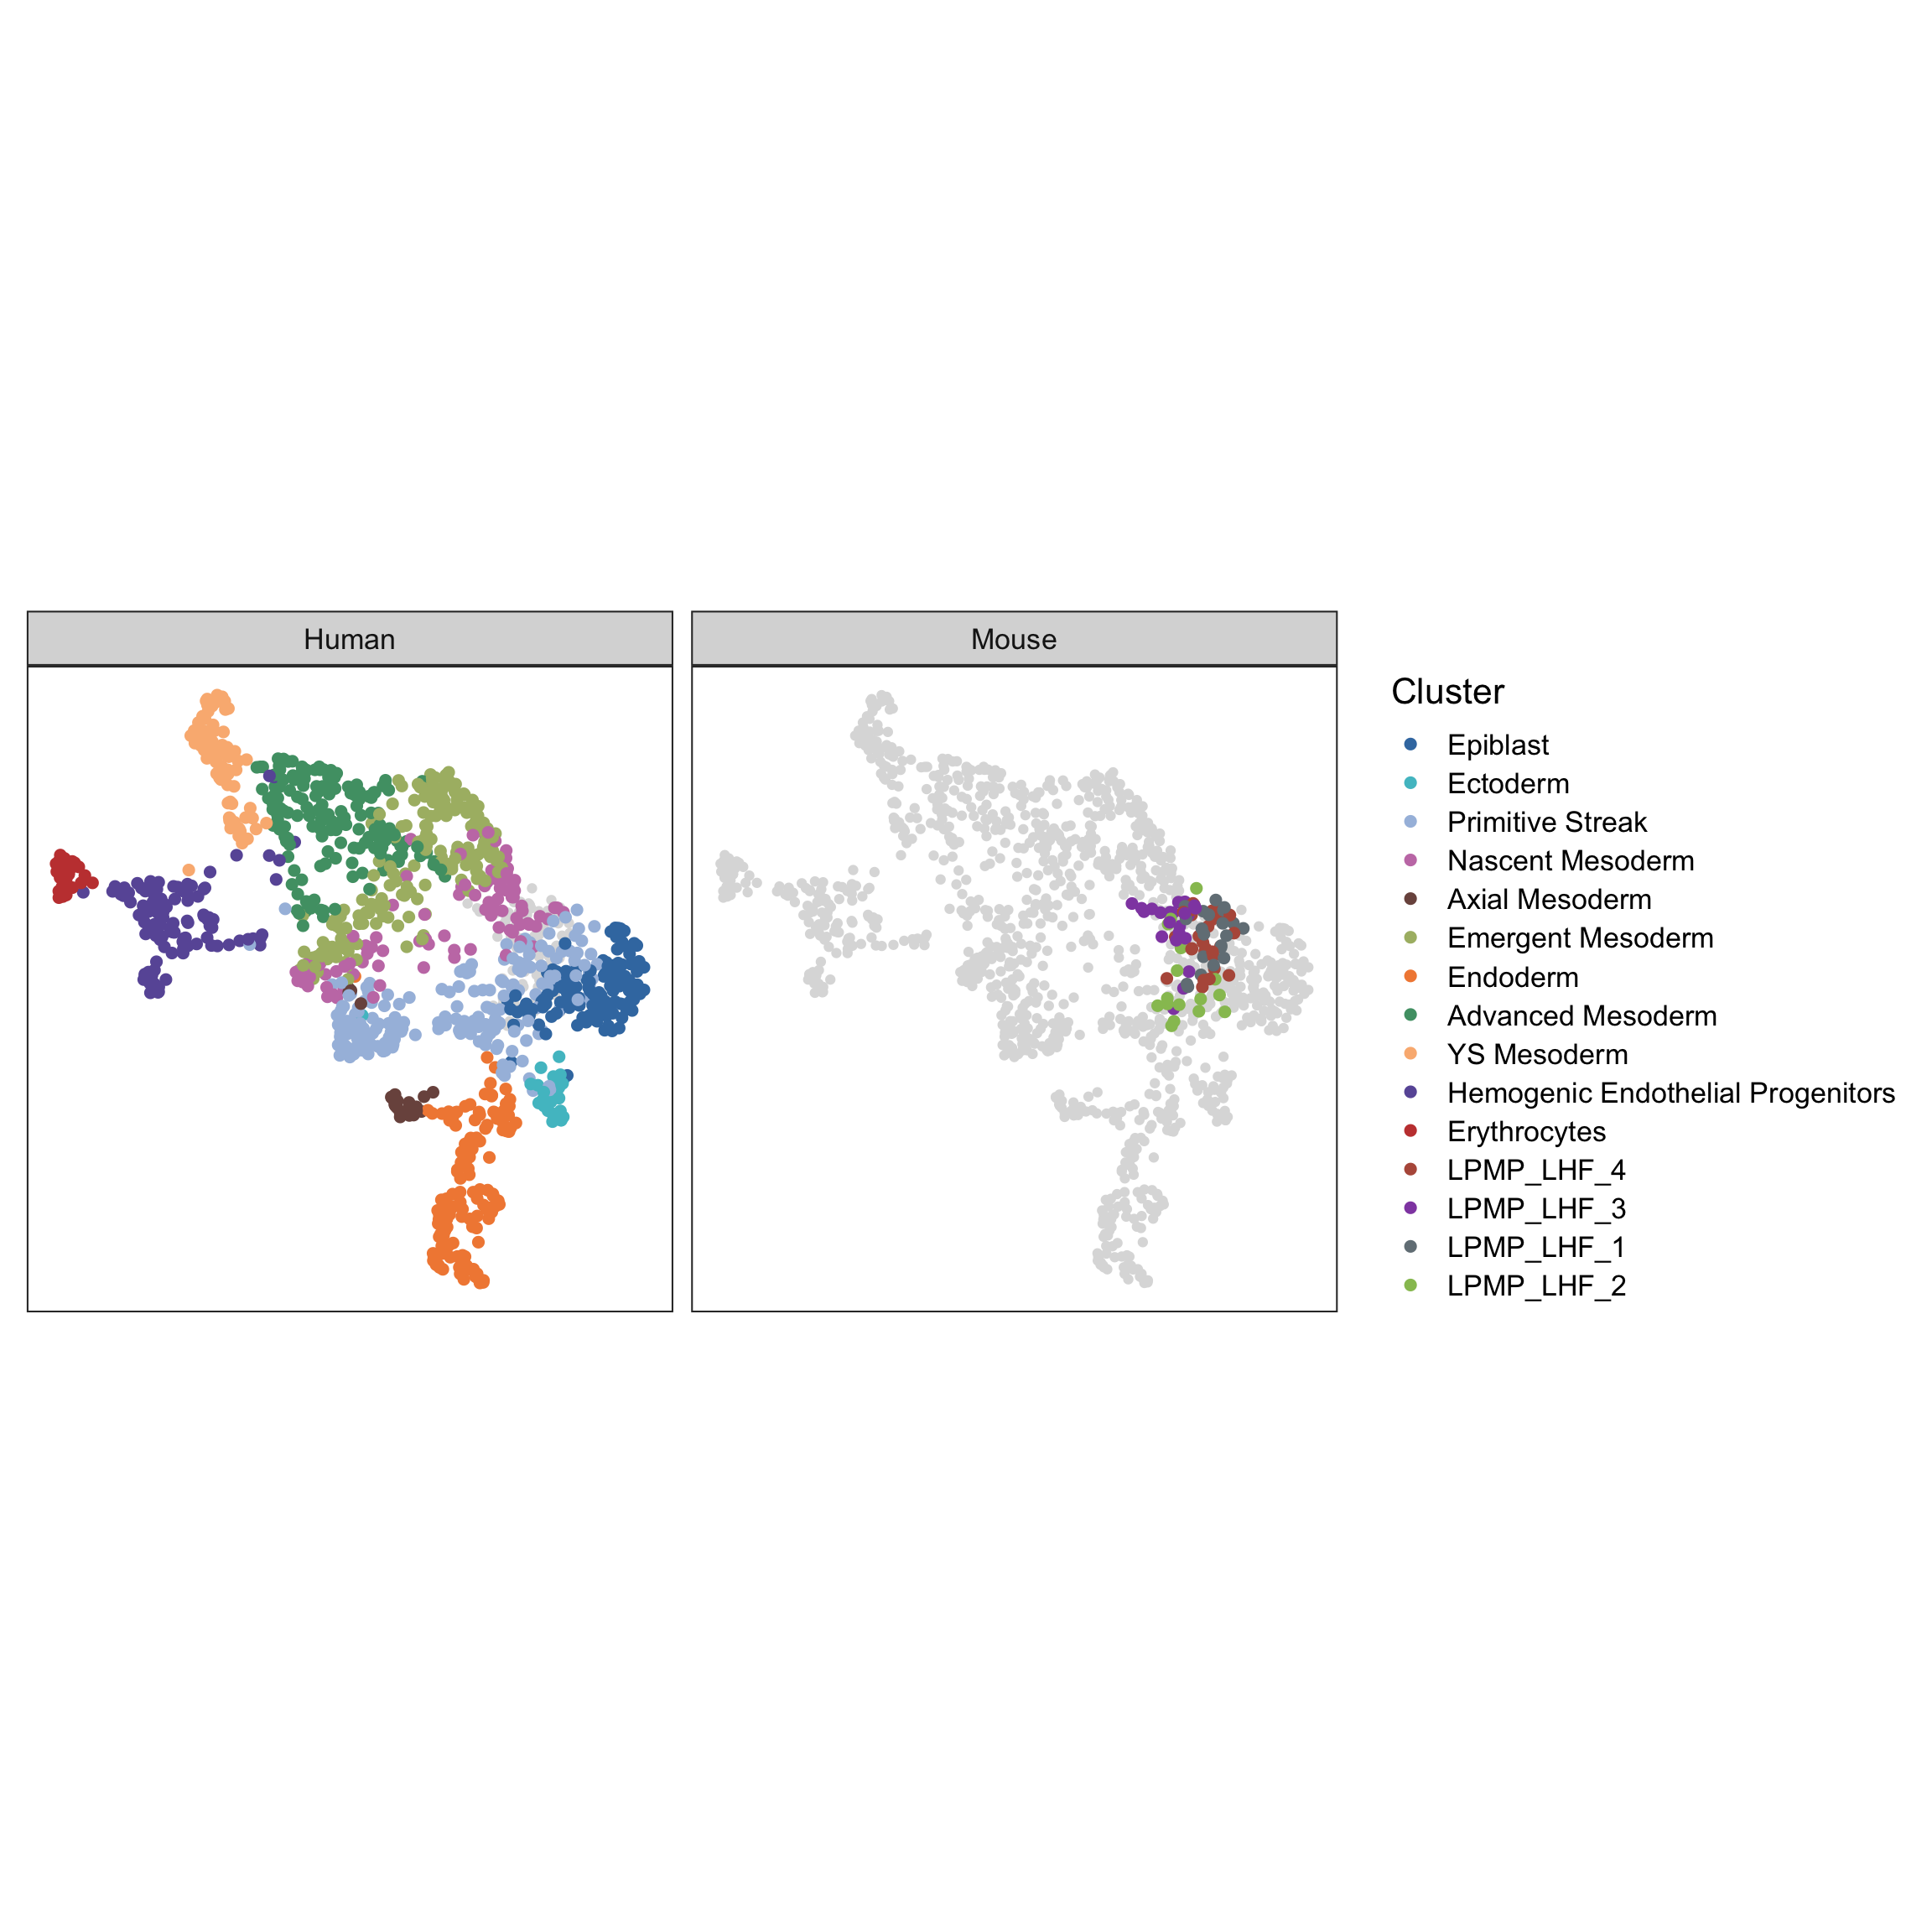 Human
Mouse
Cluster
Epiblast
Ectoderm
Primitive Streak
Nascent Mesoderm
Axial Mesoderm
Emergent Mesoderm
Endoderm
Advanced Mesoderm
YS Mesoderm
Hemogenic Endothelial Progenitors
Erythrocytes
LPMP_LHF_4
LPMP_LHF_3
LPMP_LHF_1
LPMP_LHF_2